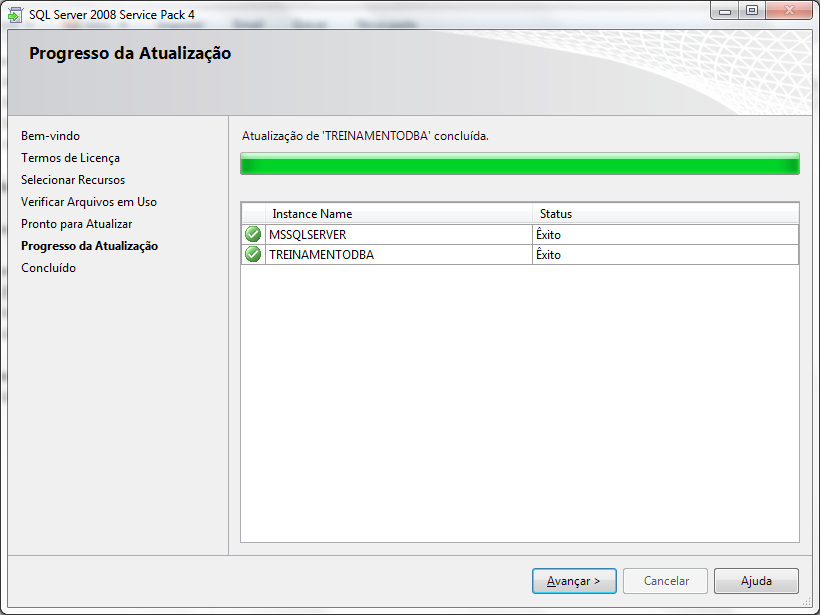 SQL Server 2008 Service Pack 4
Progresso da Atualização
Bem-vindo
Termos de Licença
Selecionar Recursos
Verificar Arquivos em Uso
Pronto para Atualizar
Progresso da Atualização
Concluído
Atualização de 'TREINAMENTODBA' concluída.
Instance Name Status
MSSQLSERVER Êxito
TREINAMENTODBA Êxito
Avançar > Cancelar Ajuda